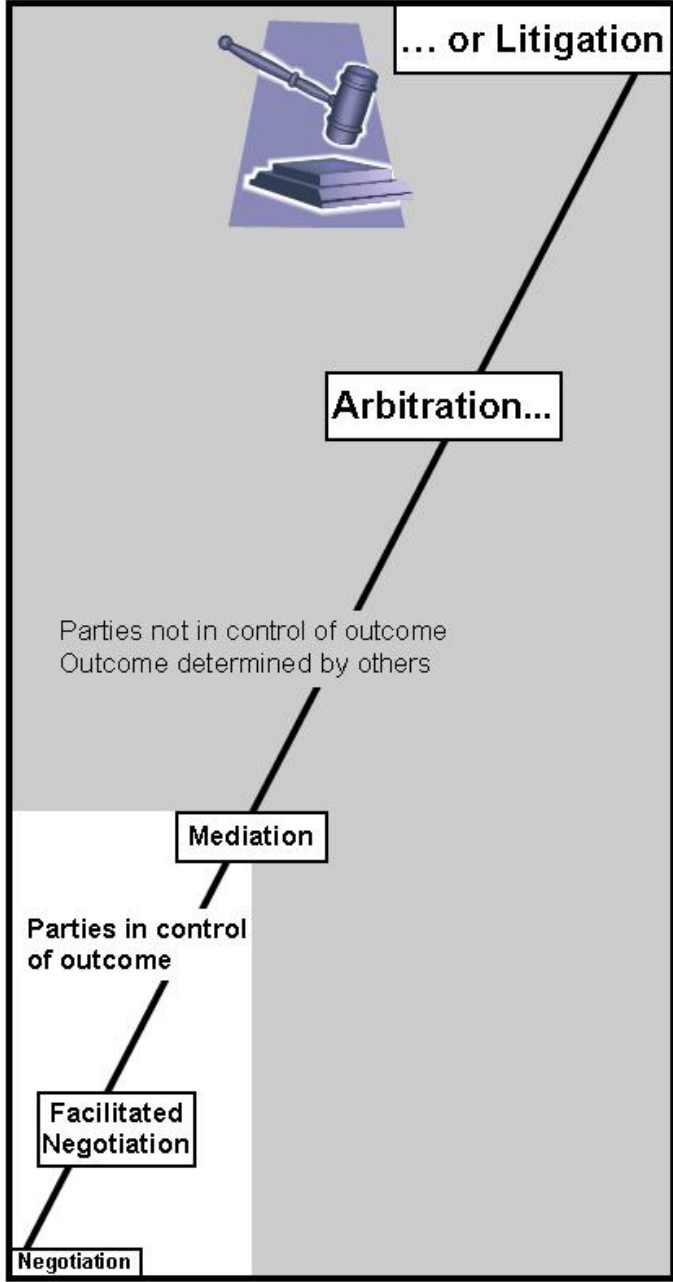 ... or Litigation
Arbitration...
Parties not in control of outcome
Outcome determined by others
Mediation
Parties in control
of outcome
Facilitated
Negotiation
Negotiation